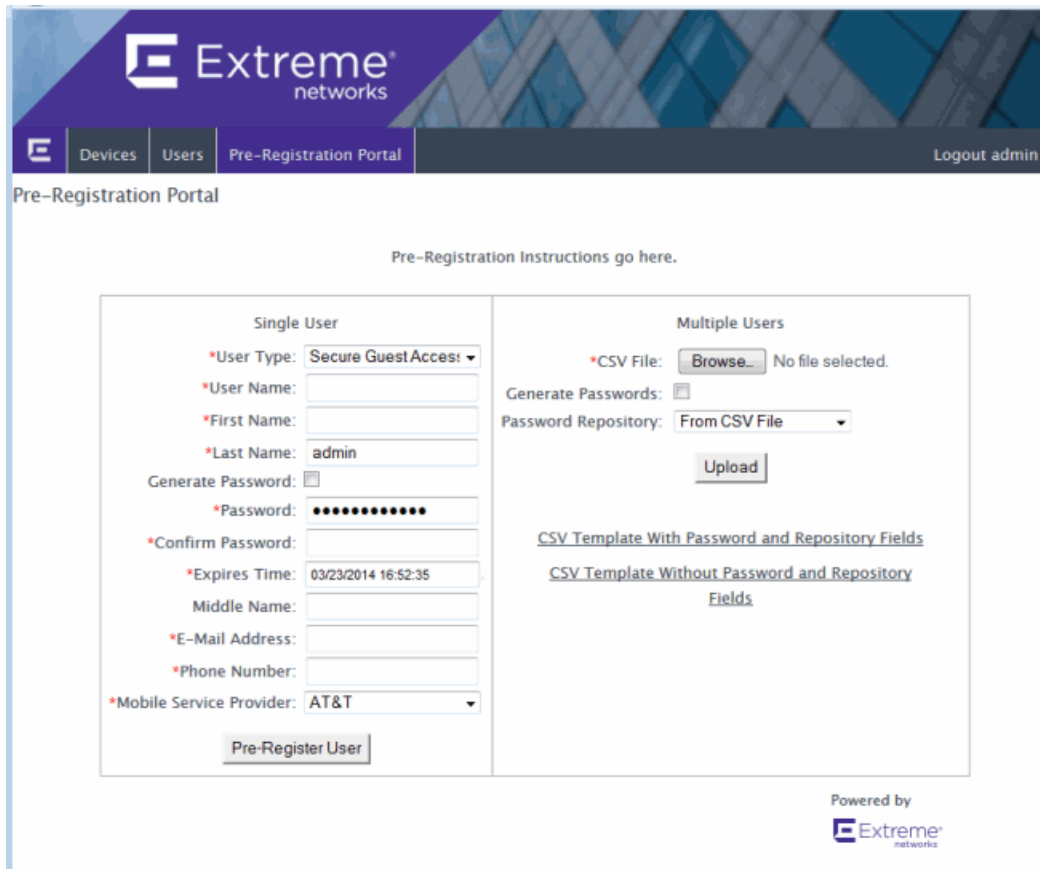 Extreme®
networks
Devices Users Pre-Registration Portal Logout admin
Pre-Registration Portal
Pre-Registration Instructions go here.
Single User
*User Type: Secure Guest Access
*User Name:
*First Name:
*Last Name: admin
Generate Password:
*Password: ●●●●●●●●●●●●
*Confirm Password:
*Expires Time: 03/23/2014 16:52:35
Middle Name:
*E-Mail Address:
*Phone Number:
*Mobile Service Provider: AT&T
Pre-Register User
Multiple Users
*CSV File: Browse... No file selected.
Generate Passwords:
Password Repository: From CSV File
Upload
CSV Template With Password and Repository Fields
CSV Template Without Password and Repository
Fields
Powered by
Extreme®
networks